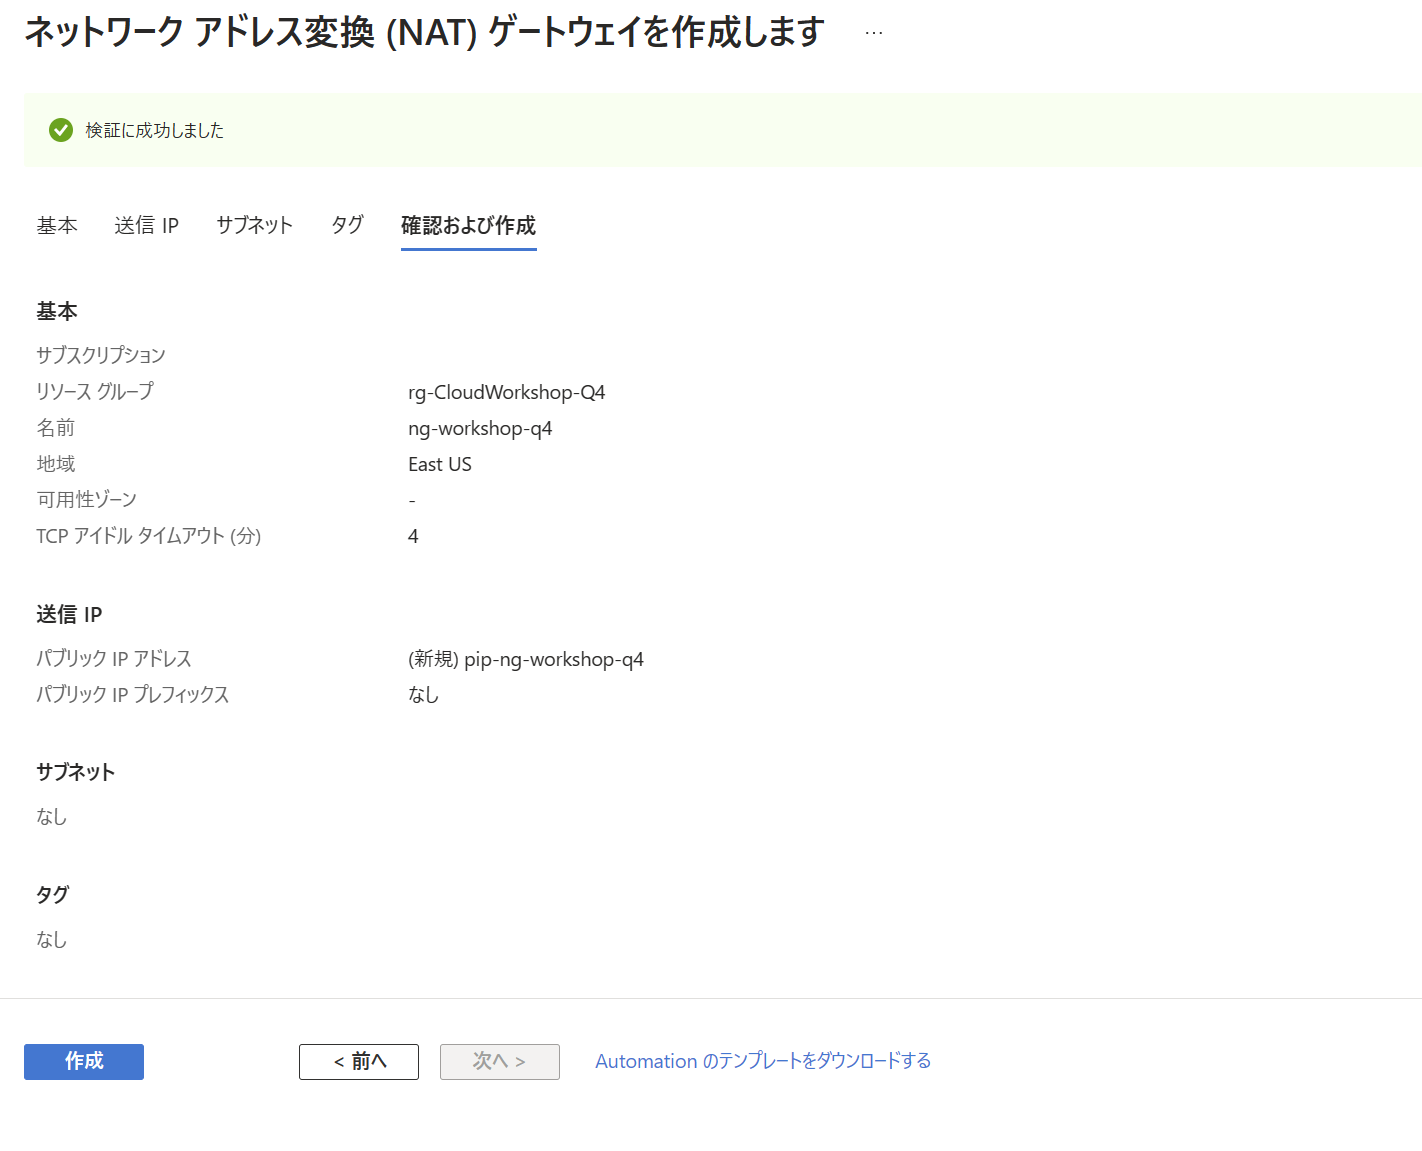 ネットワーク アドレス変換 (NAT) ゲートウェイを作成します ...
検証に成功しました
基本 送信 IP サブネット タグ 確認および作成
基本
サブスクリプション
リソース グループ rg-CloudWorkshop-Q4
名前 ng-workshop-q4
地域 East US
可用性ゾーン -
TCP アイドル タイムアウト (分) 4
送信 IP
パブリック IP アドレス (新規) pip-ng-workshop-q4
パブリック IP プレフィックス なし
サブネット
なし
タグ
なし
作成 < 前へ 次へ > Automation のテンプレートをダウンロードする